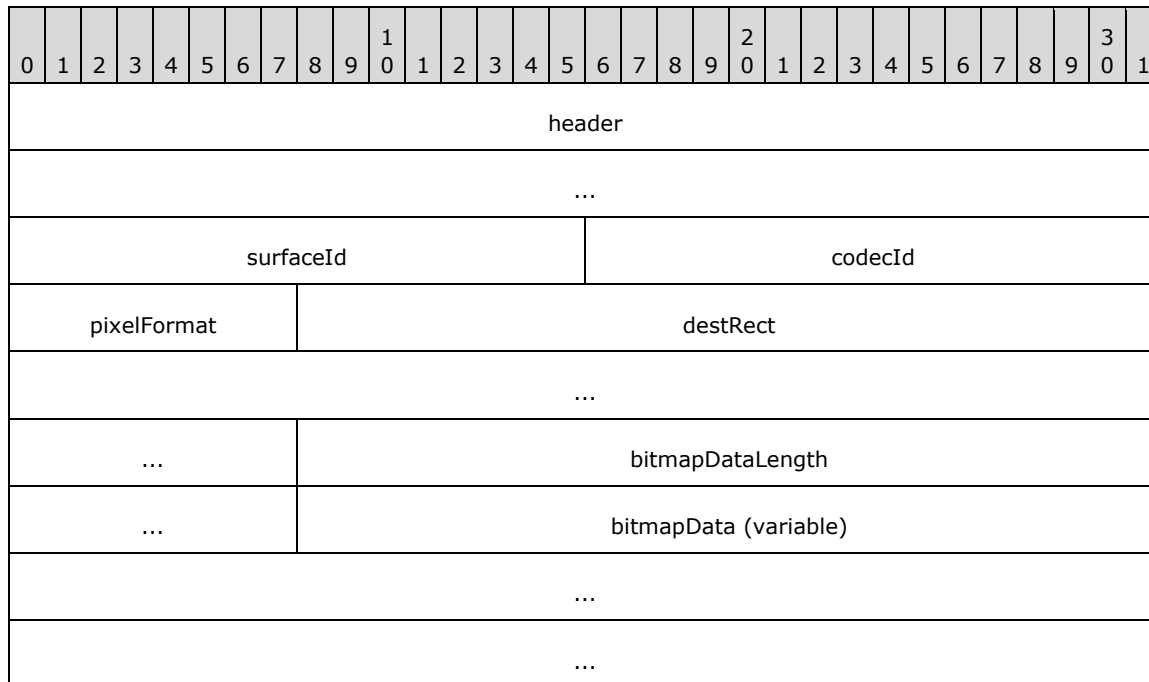 1 2 3
0 1 2 3 4 5 6 7 8 9 0 1 2 3 4 5 6 7 8 9 0 1 2 3 4 5 6 7 8 9 0 1
header
...
surfaceId codecId
pixelFormat destRect
...
... bitmapDataLength
... bitmapData (variable)
...
...